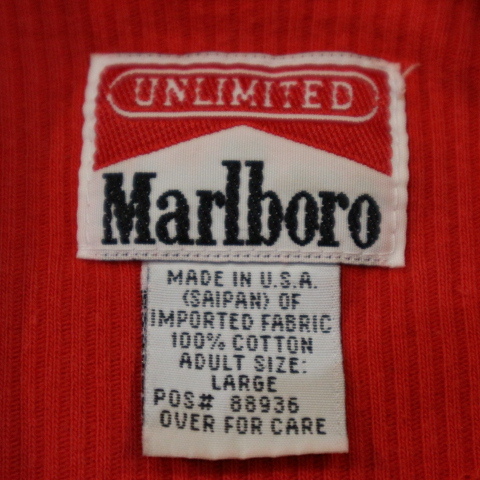 UNLIMITED
Marlboro
MADE IN U.S.A.
(SAIPAN) OF
IMPORTED FABRIC
100% COTTON
ADULT SIZE:
LARGE
POS# 88936
OVER FOR CARE